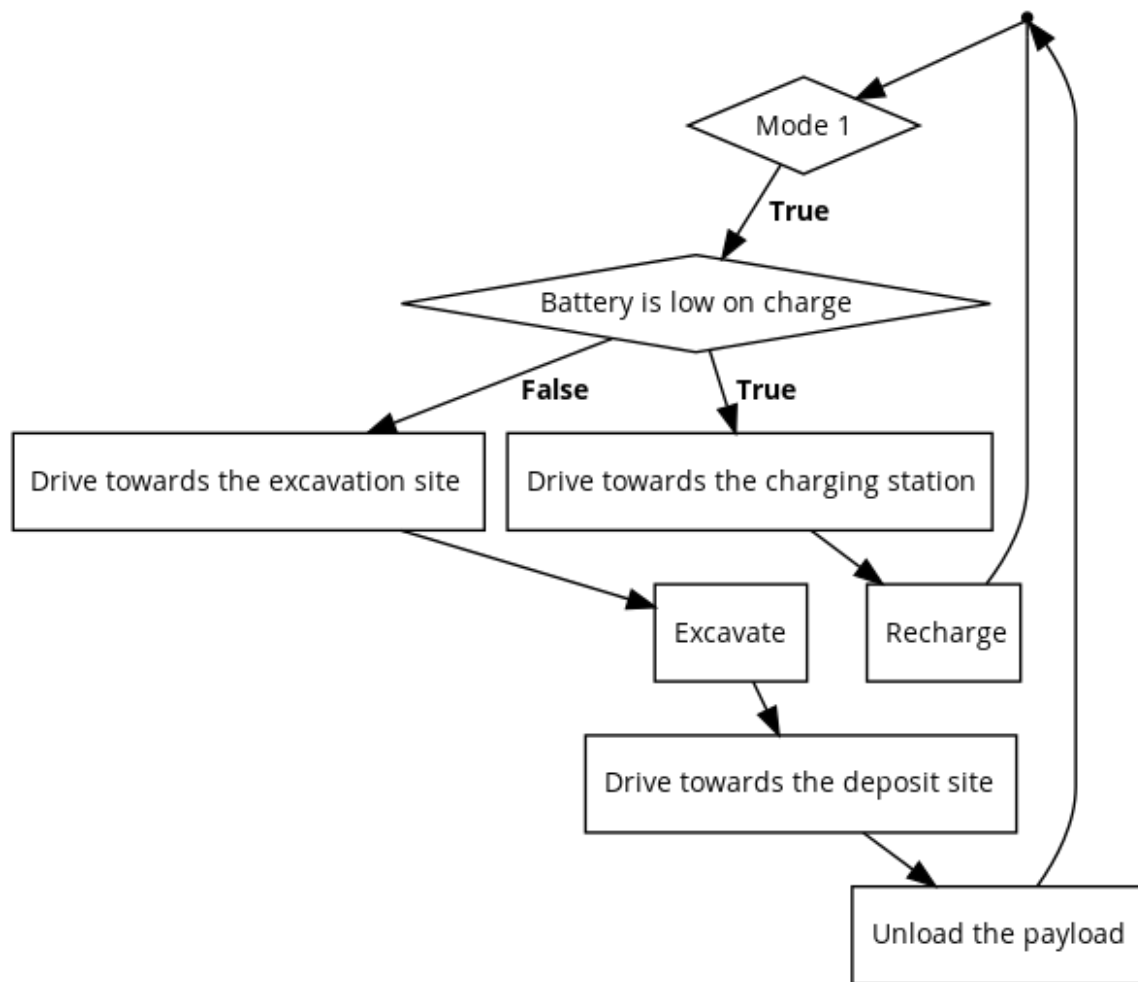 Mode 1
True
Battery is low on charge
False
True
Drive towards the excavation site
Drive towards the charging station
Excavate
Recharge
Drive towards the deposit site
Unload the payload